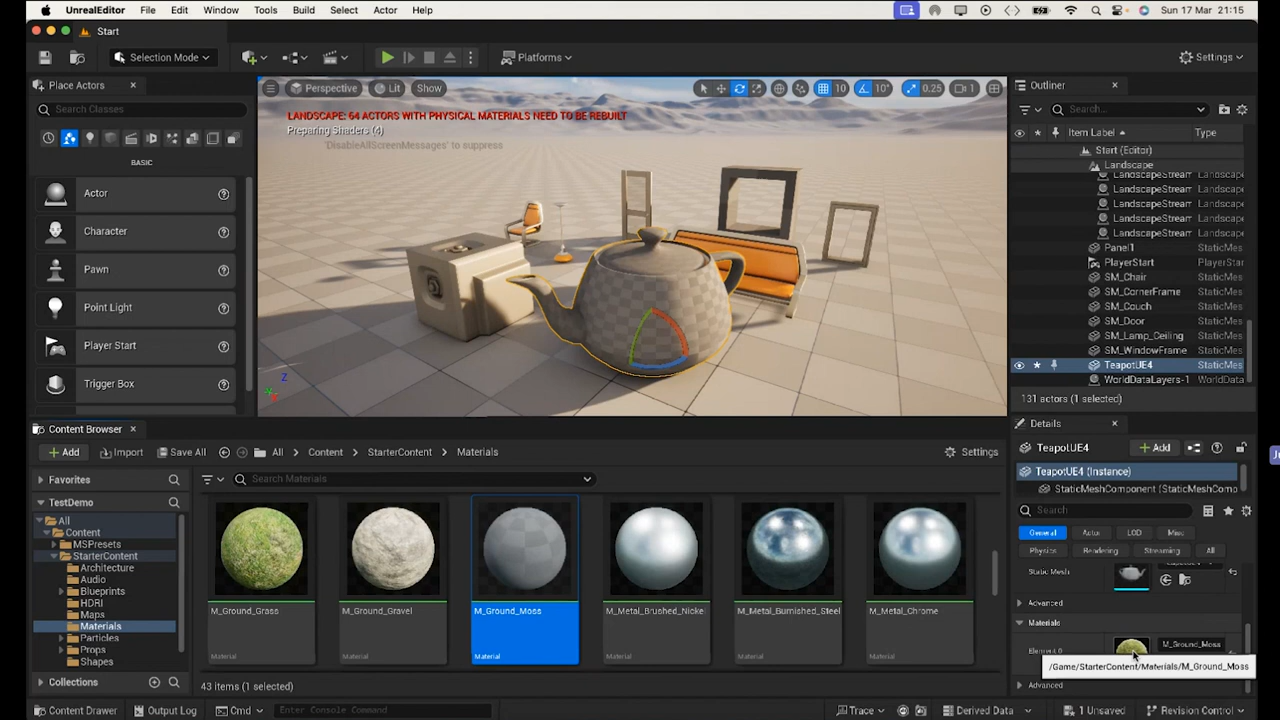 UnrealEditor File Edit Window Tools Build Select Actor Help Sun 17 Mar 21:15
Start
Selection Mode Platforms Settings
Place Actors
Search Classes
BASIC
Actor
Character
Pawn
Point Light
Player Start
Trigger Box
Perspective Lit Show 10 10° 0.25 1
LANDSCAPE: 64 ACTORS WITH PHYSICAL MATERIALS NEED TO BE REBUILT
Preparing Shaders (4)
'DisableAllScreenMessages' to suppress
Z
Outliner
Search...
Item Label Type
Start (Editor)
Landscape
LandscapeStream Landsca
LandscapeStream Landsca
LandscapeStream Landsca
LandscapeStream Landsca
LandscapeStream Landsca
Panel1 StaticMes
PlayerStart PlayerSta
SM_Chair StaticMes
SM_CornerFrame StaticMes
SM_Couch StaticMes
SM_Door StaticMes
SM_Lamp_Ceiling StaticMes
SM_WindowFrame StaticMes
TeapotUE4 StaticMes
WorldDataLayers-1 WorldData
131 actors (1 selected)
Details
TeapotUE4 Add
TeapotUE4 (Instance)
StaticMeshComponent (StaticMeshComp
Search
General Actor LOD Misc
Physics Rendering Streaming All
Static Mesh
Advanced
Materials
Element 0 M_Ground_Moss
/Game/StarterContent/Materials/M_Ground_Moss
Advanced
Content Browser
Add Import Save All All Content StarterContent Materials Settings
Favorites
TestDemo
All
Content
MSPresets
StarterContent
Architecture
Audio
Blueprints
HDRI
Maps
Materials
Particles
Props
Shapes
Collections
Search Materials
M_Ground_Grass M_Ground_Gravel M_Ground_Moss M_Metal_Brushed_Nicke M_Metal_Burnished_Steel M_Metal_Chrome
Material Material Material Material Material Material
43 items (1 selected)
Content Drawer Output Log Cmd Enter Console Command Trace Derived Data 1 Unsaved Revision Control